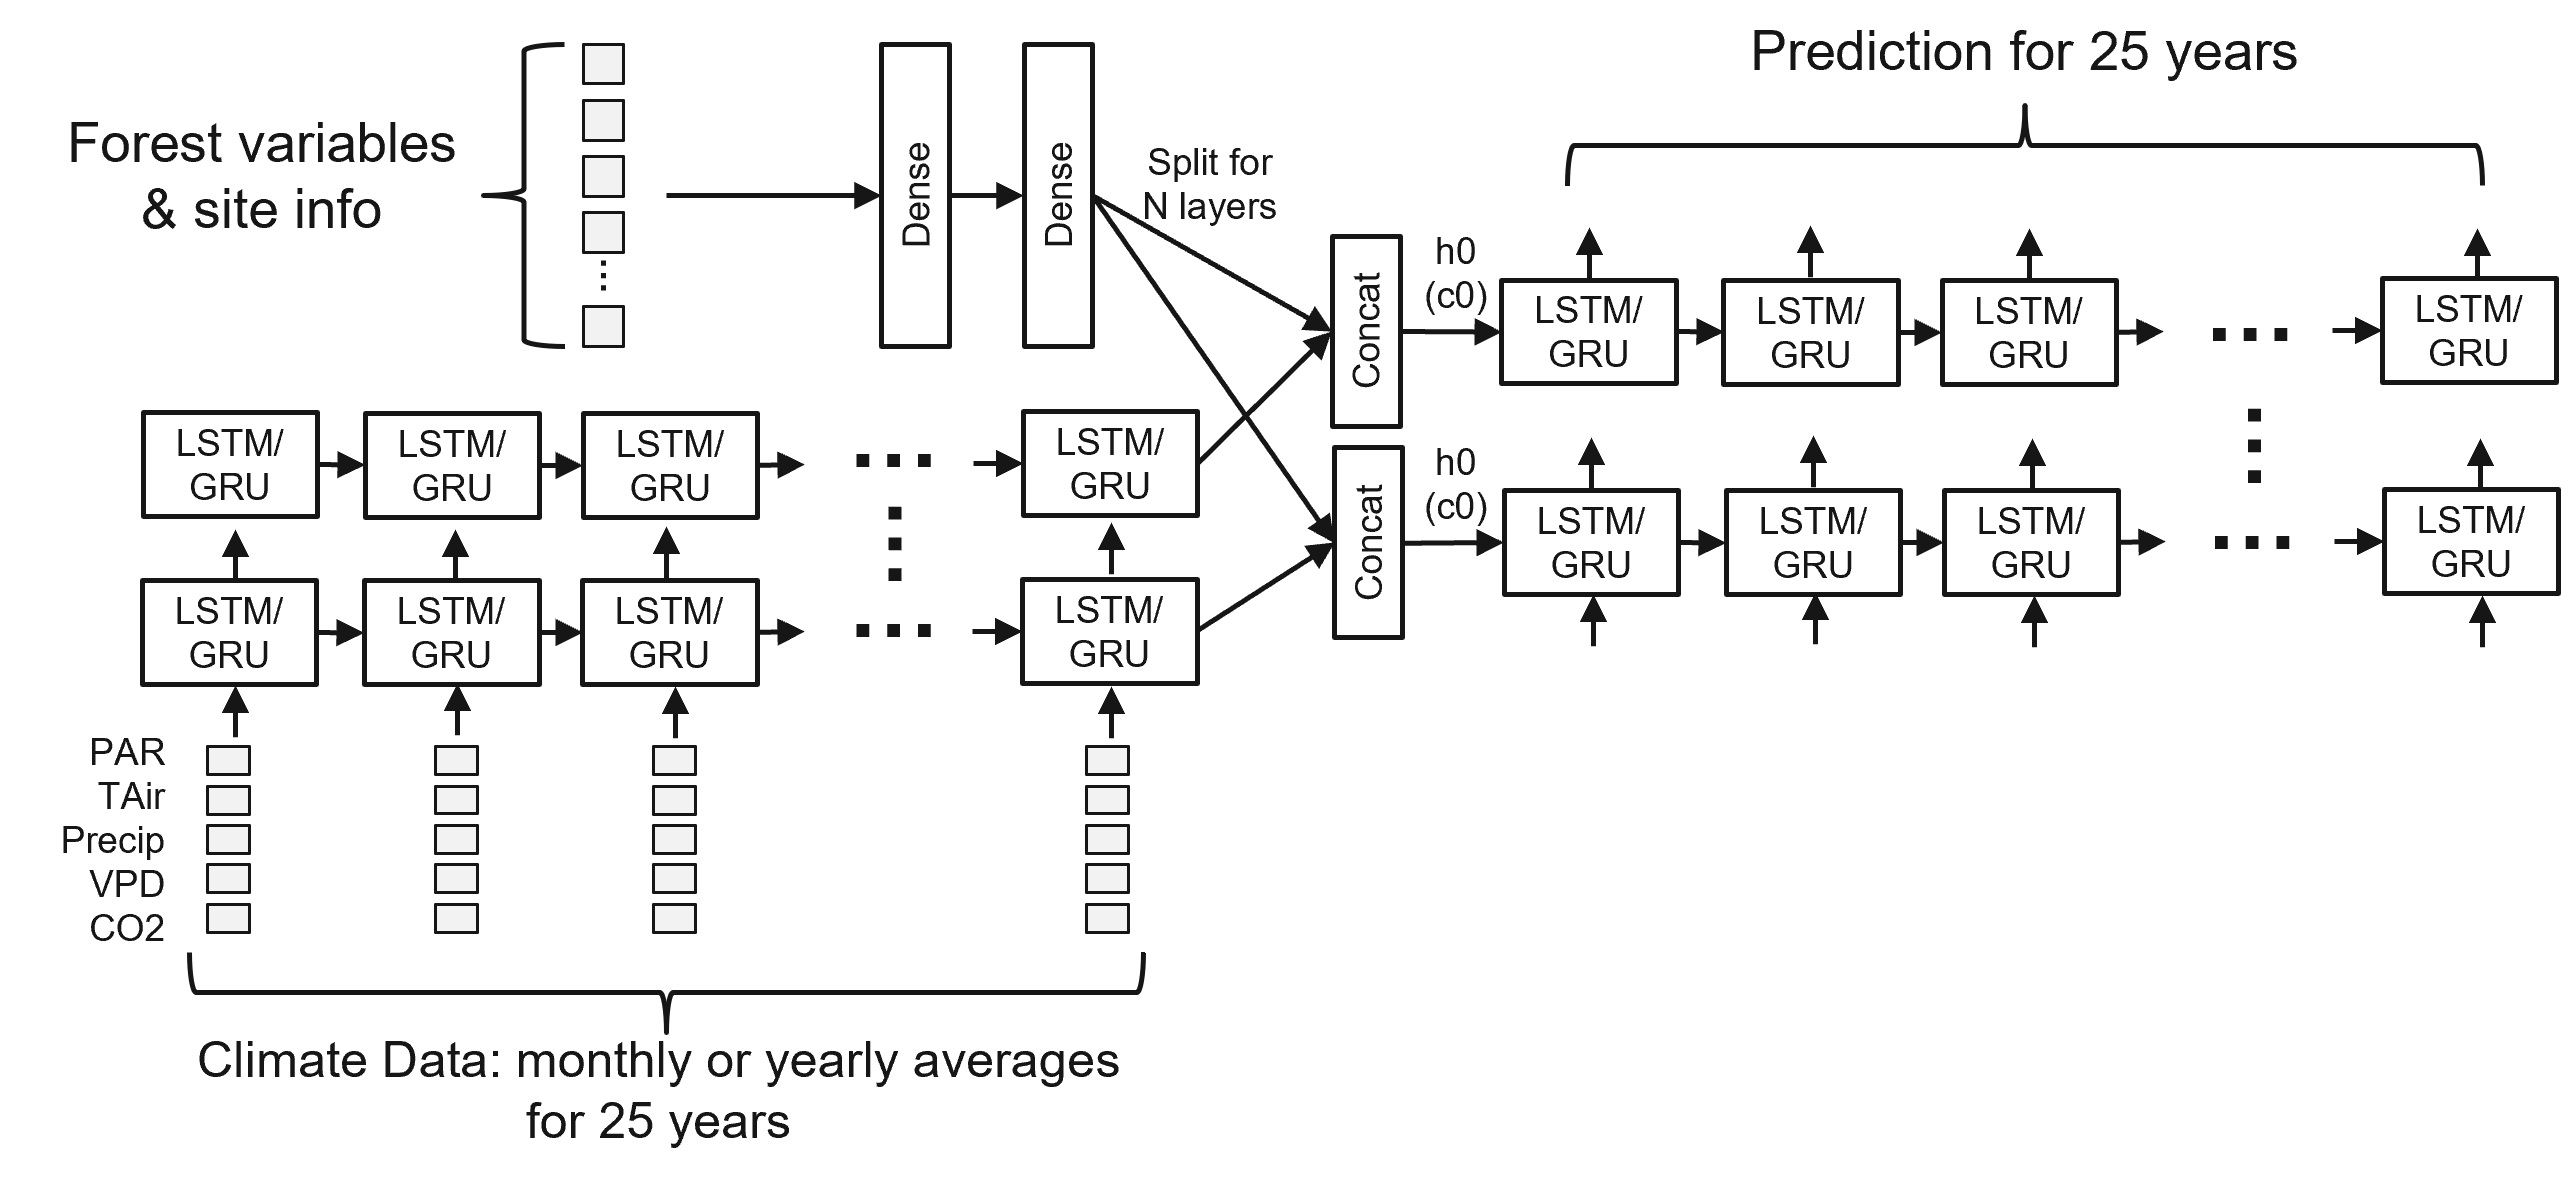 Prediction for 25 years
Forest variables
& site info
Dense
Dense
Split for
N layers
Concat
h0
(c0)
LSTM/
GRU
LSTM/
GRU
LSTM/
GRU
LSTM/
GRU
LSTM/
GRU
LSTM/
GRU
LSTM/
GRU
LSTM/
GRU
Concat
h0
(c0)
LSTM/
GRU
LSTM/
GRU
LSTM/
GRU
LSTM/
GRU
LSTM/
GRU
LSTM/
GRU
LSTM/
GRU
LSTM/
GRU
PAR
TAir
Precip
VPD
CO2
Climate Data: monthly or yearly averages
for 25 years